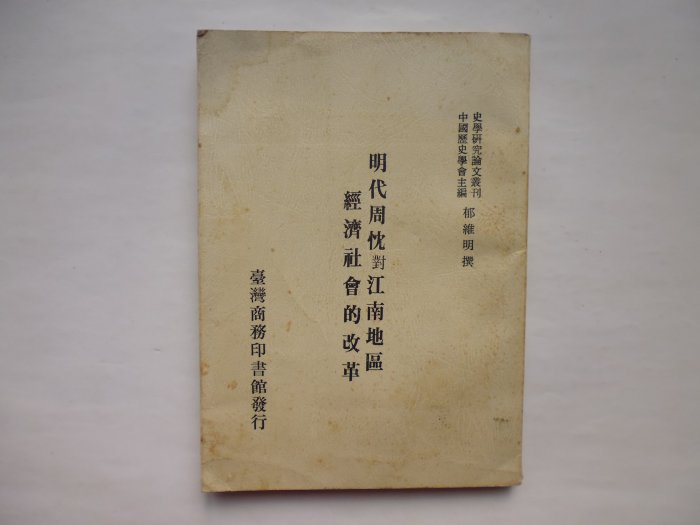 史學研究論文叢刊
中國歷史學會主編
郁維明撰
明代周忱對江南地區
經濟社會的改革
臺灣商務印書館發行